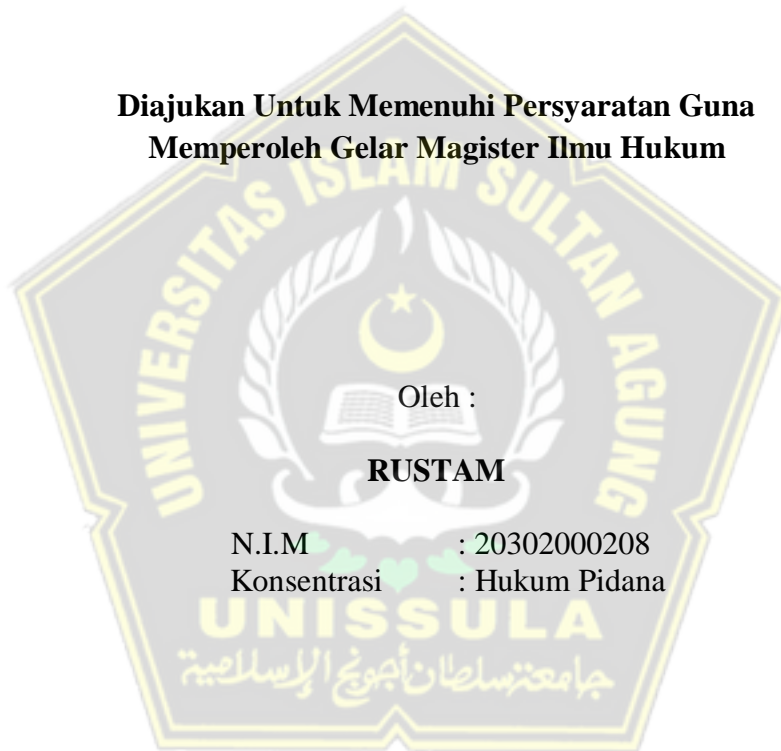 Diajukan Untuk Memenuhi Persyaratan Guna
Memperoleh Gelar Magister Ilmu Hukum
UNIVERSITAS ISLAM SULTAN AGUNG
Oleh :
RUSTAM
N.I.M : 20302000208
Konsentrasi : Hukum Pidana
UNISSULA
جامعة سلطان أجونج الإسلامية